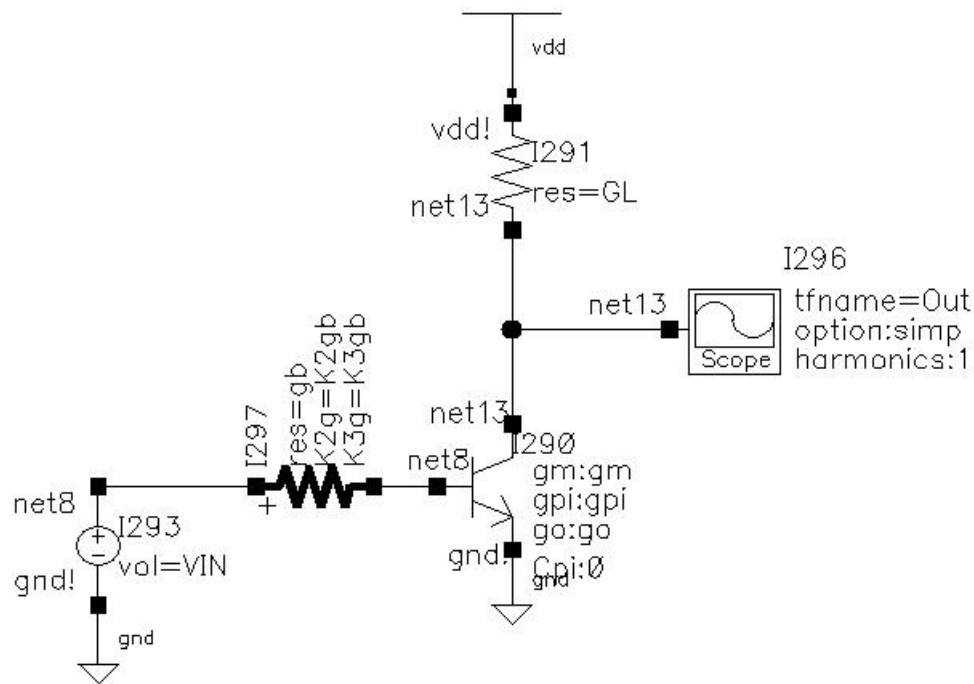 vdd
vdd!
I291
res=GL
net13
I296
net13
tfname=Out
option:simp
harmonics:1
Scope
I297
res=gb
K2g=K2gb
K3g=K3gb
+
net13
I290
net8
gm:gm
gpi:gpi
go:go
Cpi:0
gnd!
gnd
net8
I293
+
-
vol=VIN
gnd!
gnd